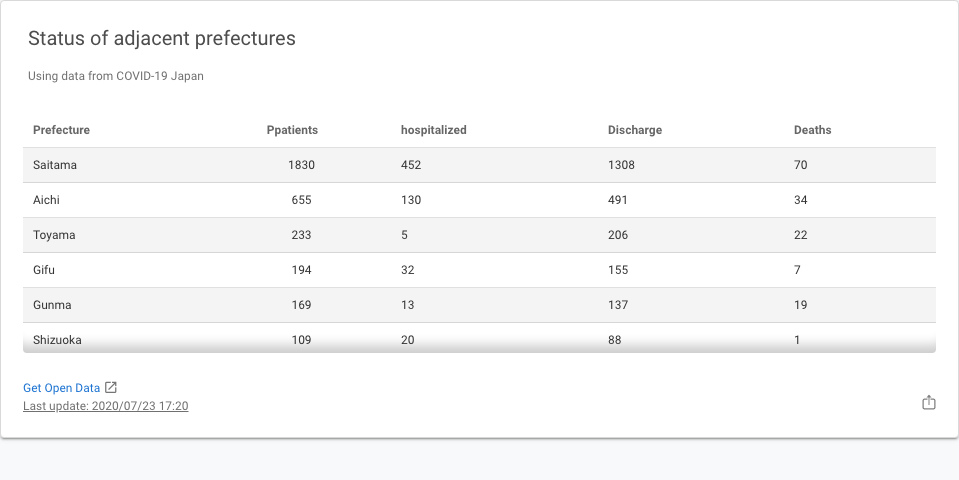 Status of adjacent prefectures
Using data from COVID-19 Japan
Prefecture Ppatients hospitalized Discharge Deaths
Saitama 1830 452 1308 70
Aichi 655 130 491 34
Toyama 233 5 206 22
Gifu 194 32 155 7
Gunma 169 13 137 19
Shizuoka 109 20 88 1
Get Open Data
Last update: 2020/07/23 17:20